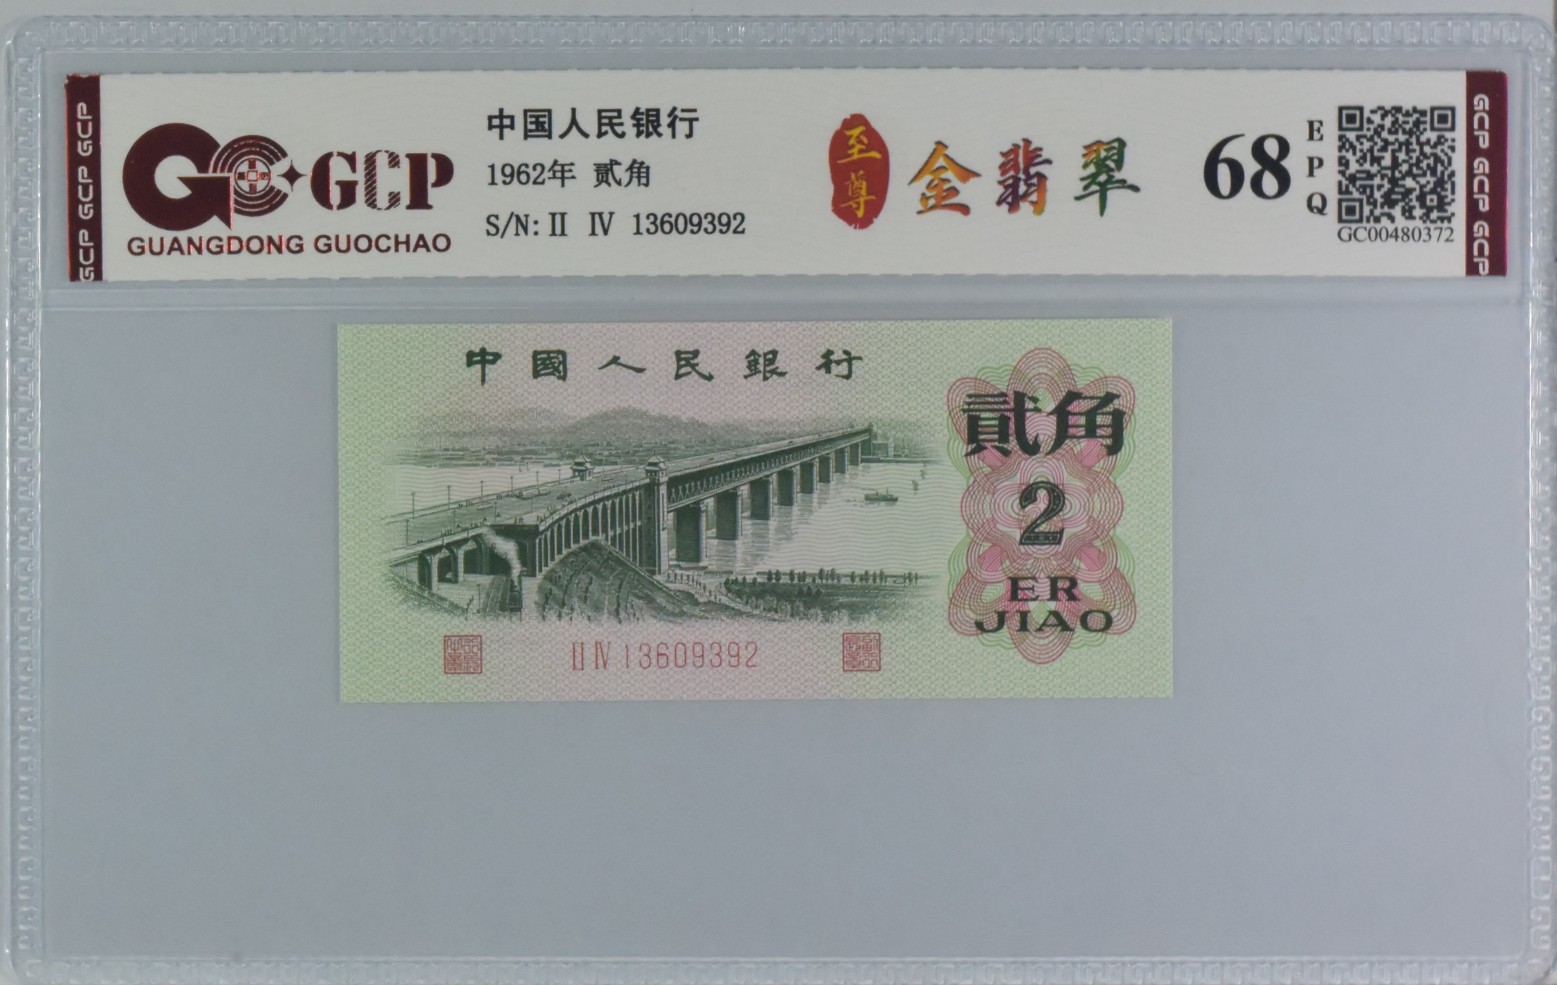 GCP GCP GCP
GCP
GUANGDONG GUOCHAO
中国人民银行
1962年 贰角
S/N: Ⅱ Ⅳ 13609392
至尊
金翡翠
68
EPQ
GC00480372
GCP GCP GCP
中國人民銀行
貳角
2
ER
JIAO
Ⅱ Ⅳ 13609392